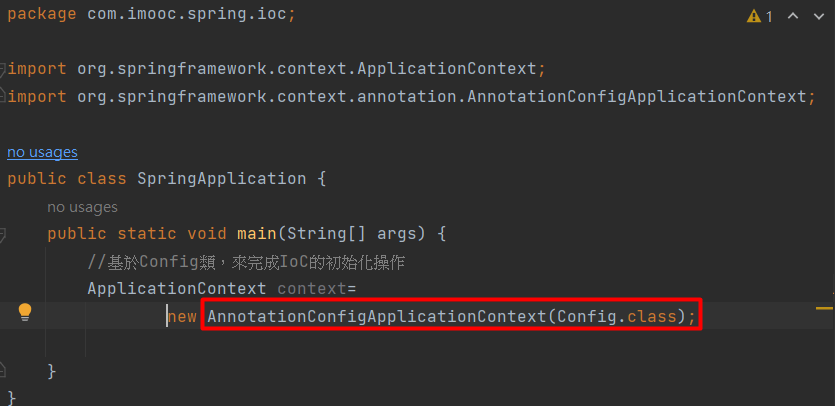 package com.imooc.spring.ioc;
1
import org.springframework.context.ApplicationContext;
import org.springframework.context.annotation.AnnotationConfigApplicationContext;
no usages
public class SpringApplication {
no usages
public static void main(String[] args) {
//基於Config類，來完成IoC的初始化操作
ApplicationContext context=
new AnnotationConfigApplicationContext(Config.class);
}
}